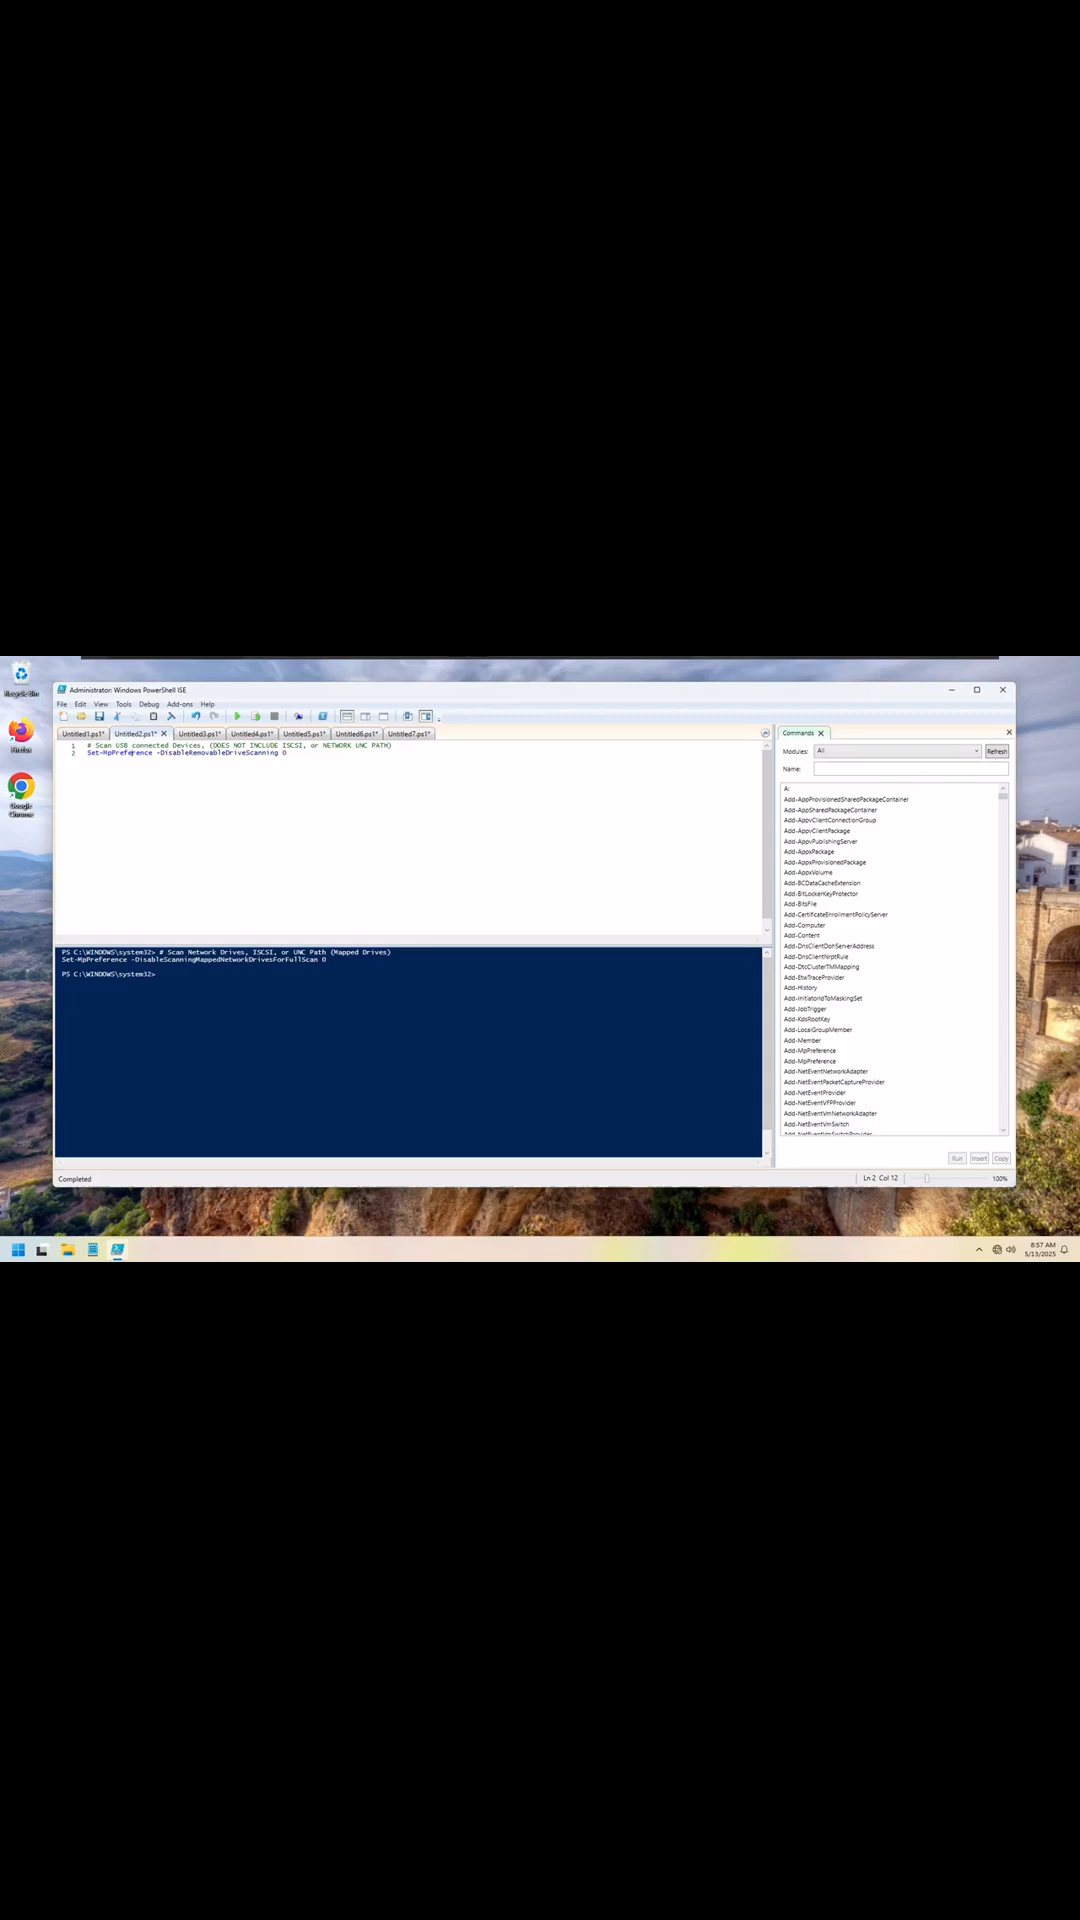 Recycle Bin
Firefox
Google
Chrome
Administrator: Windows PowerShell ISE
File Edit View Tools Debug Add-ons Help
Untitled1.ps1* Untitled2.ps1* Untitled3.ps1* Untitled4.ps1* Untitled5.ps1* Untitled6.ps1* Untitled7.ps1*
1 # Scan USB connected Devices, (DOES NOT INCLUDE ISCSI, or NETWORK UNC PATH)
2 Set-MpPreference -DisableRemovableDriveScanning 0
PS C:\WINDOWS\system32> # Scan Network Drives, ISCSI, or UNC Path (Mapped Drives)
Set-MpPreference -DisableScanningMappedNetworkDrivesForFullScan 0
PS C:\WINDOWS\system32>
Commands
Modules: All Refresh
Name:
A:
Add-AppProvisionedSharedPackageContainer
Add-AppSharedPackageContainer
Add-AppvClientConnectionGroup
Add-AppvClientPackage
Add-AppvPublishingServer
Add-AppxPackage
Add-AppxProvisionedPackage
Add-AppxVolume
Add-BCDataCacheExtension
Add-BitLockerKeyProtector
Add-BitsFile
Add-CertificateEnrollmentPolicyServer
Add-Computer
Add-Content
Add-DnsClientDohServerAddress
Add-DnsClientNrptRule
Add-DtcClusterTMMapping
Add-EtwTraceProvider
Add-History
Add-InitiatorIdToMaskingSet
Add-JobTrigger
Add-KdsRootKey
Add-LocalGroupMember
Add-Member
Add-MpPreference
Add-MpPreference
Add-NetEventNetworkAdapter
Add-NetEventPacketCaptureProvider
Add-NetEventProvider
Add-NetEventVFPProvider
Add-NetEventVmNetworkAdapter
Add-NetEventVmSwitch
Add-NetEventVmSwitchProvider
Run Insert Copy
Completed
Ln 2 Col 12
100%
8:57 AM
5/13/2025